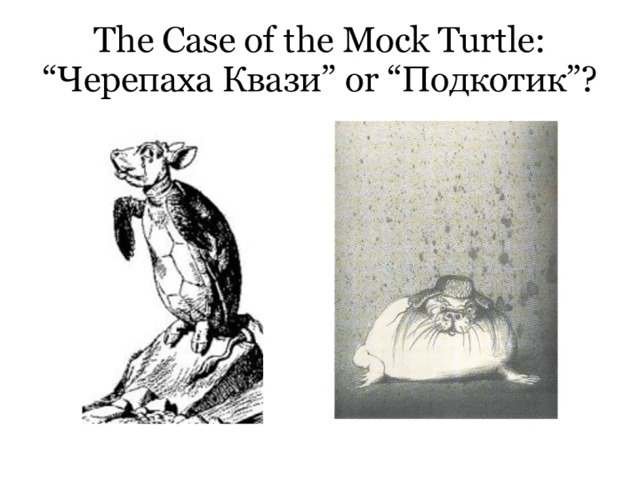 The Case of the Mock Turtle:
“Черепаха Квази” or “Подкотик”?